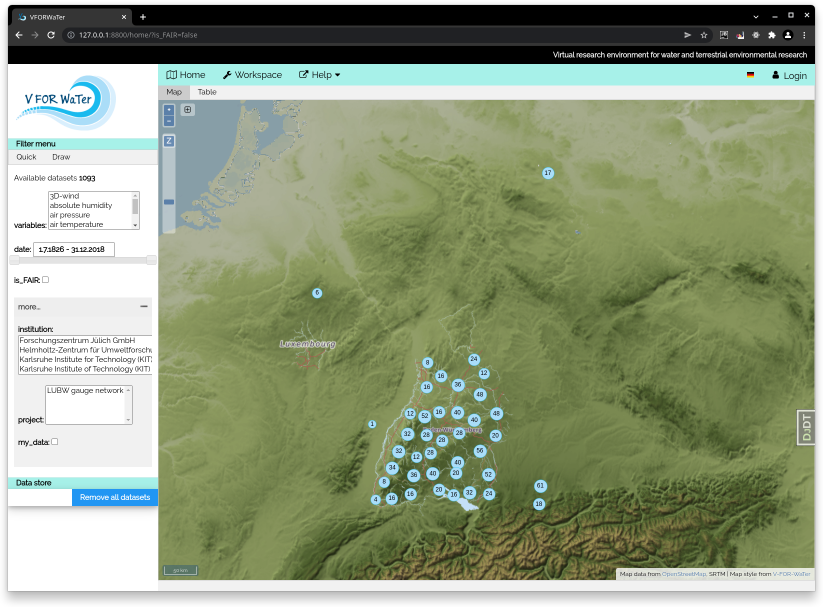 VFORWaTer
127.0.0.1:8800/home/?is_FAIR=false
Virtual research environment for water and terrestrial environmental research
V FOR WaTer
Home
Workspace
Help
Login
Map
Table
Filter menu
Quick
Draw
Available datasets 1093
3D-wind
absolute humidity
air pressure
air temperature
variables:
date: 1.7.1826 - 31.12.2018
is_FAIR:
more...
institution:
Forschungszentrum Jülich GmbH
Helmholtz-Zentrum für Umweltforschu
Karlsruhe Institute for Technology (KIT)
Karlsruhe Institute of Technology (KIT)
LUBW gauge network
project:
my_data:
Data store
Remove all datasets
+
−
Z
17
6
Luxembourg
8
24
16
12
16
36
48
12
52
16
40
40
48
1
32
28
28
28
20
32
12
28
56
34
40
8
36
40
20
52
4
16
16
20
16
32
24
61
18
DjDT
Map data from OpenStreetMap, SRTM | Map style from V-FOR-WaTer